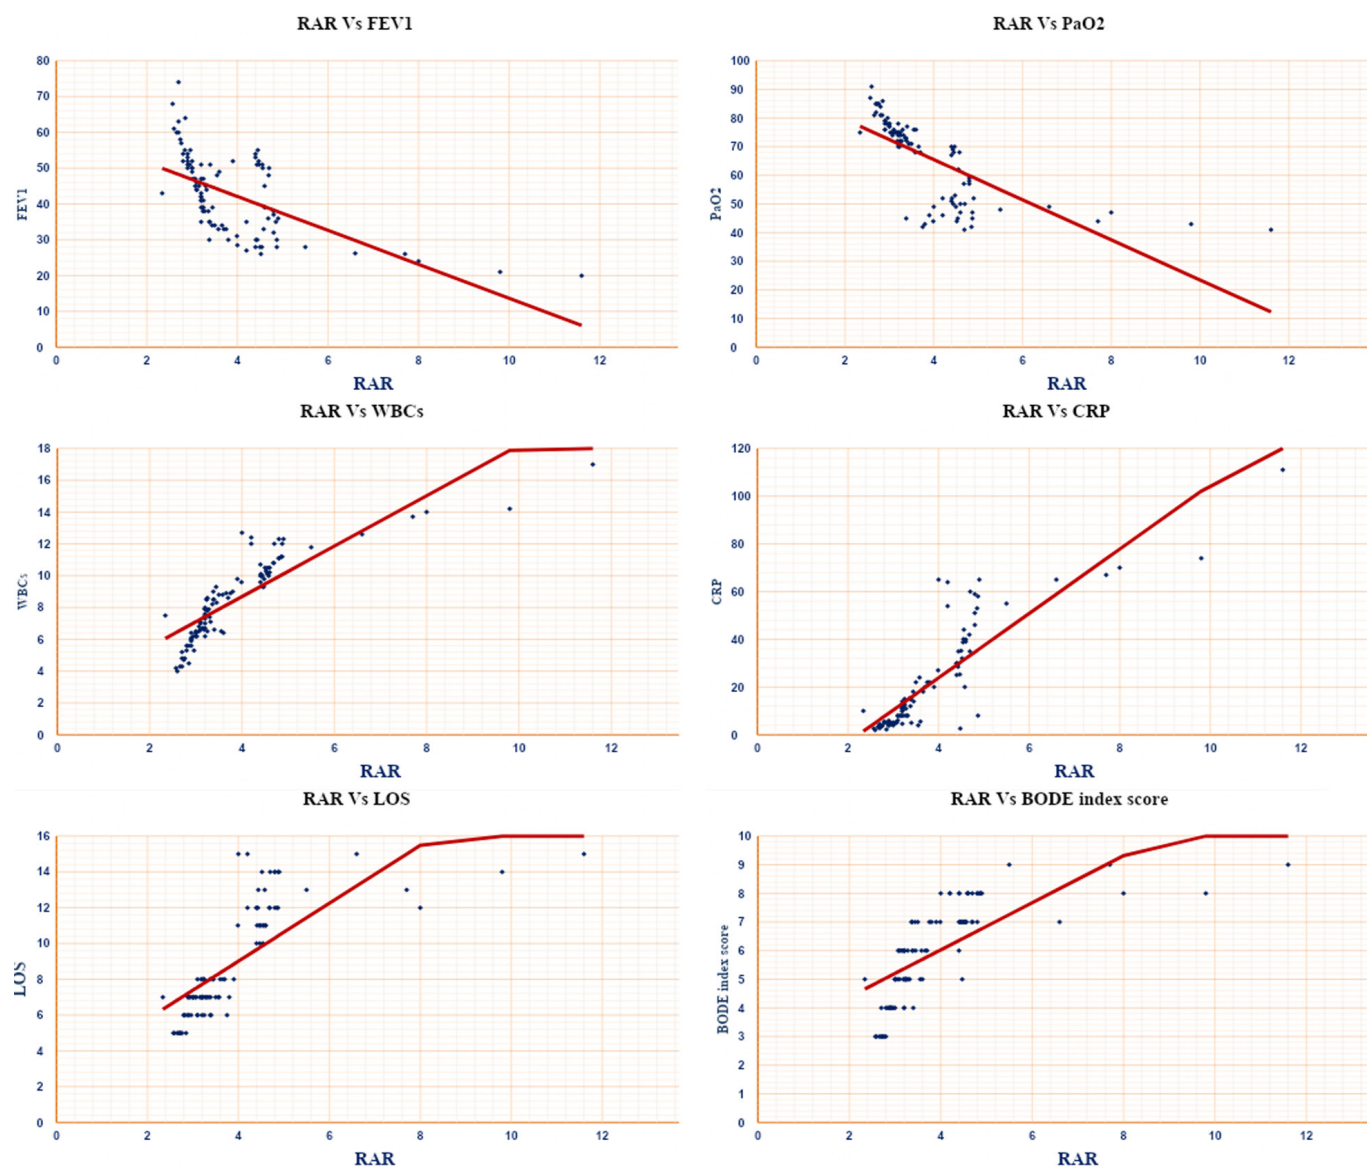 RAR Vs FEV1
80
70
60
50
40
30
20
10
0
FEV1
0 2 4 6 8 10 12
RAR
RAR Vs PaO2
100
90
80
70
60
50
40
30
20
10
0
PaO2
0 2 4 6 8 10 12
RAR
RAR Vs WBCs
18
16
14
12
10
8
6
4
2
0
WBCs
0 2 4 6 8 10 12
RAR
RAR Vs CRP
120
100
80
60
40
20
0
CRP
0 2 4 6 8 10 12
RAR
RAR Vs LOS
16
14
12
10
8
6
4
2
0
LOS
0 2 4 6 8 10 12
RAR
RAR Vs BODE index score
10
9
8
7
6
5
4
3
2
1
0
BODE index score
0 2 4 6 8 10 12
RAR